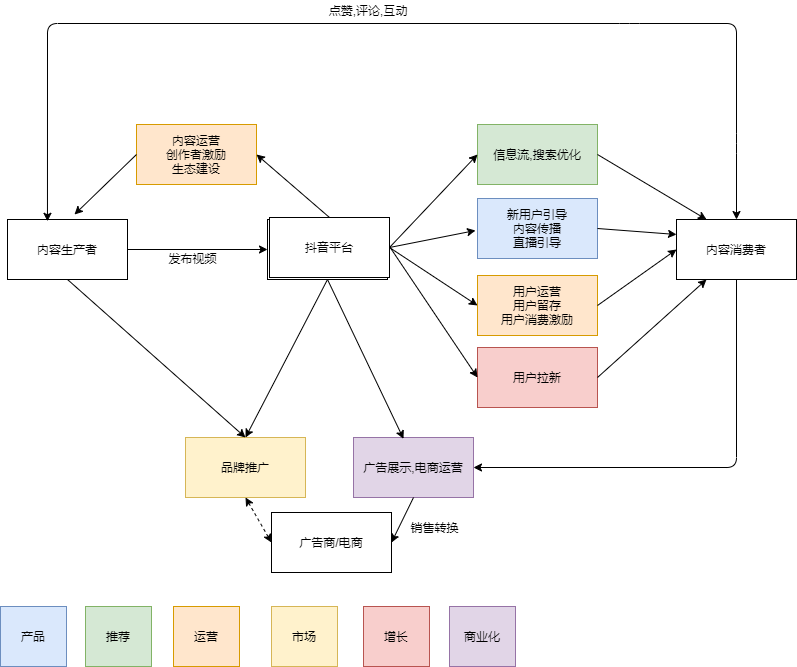 点赞,评论,互动
内容运营
创作者激励
生态建设
信息流,搜索优化
新用户引导
内容传播
直播引导
内容生产者
发布视频
抖音平台
内容消费者
用户运营
用户留存
用户消费激励
用户拉新
品牌推广
广告展示,电商运营
广告商/电商
销售转换
产品
推荐
运营
市场
增长
商业化